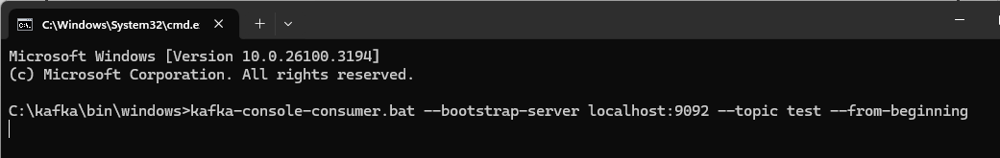 C:\Windows\System32\cmd.e
Microsoft Windows [Version 10.0.26100.3194]
(c) Microsoft Corporation. All rights reserved.
C:\kafka\bin\windows>kafka-console-consumer.bat --bootstrap-server localhost:9092 --topic test --from-beginning